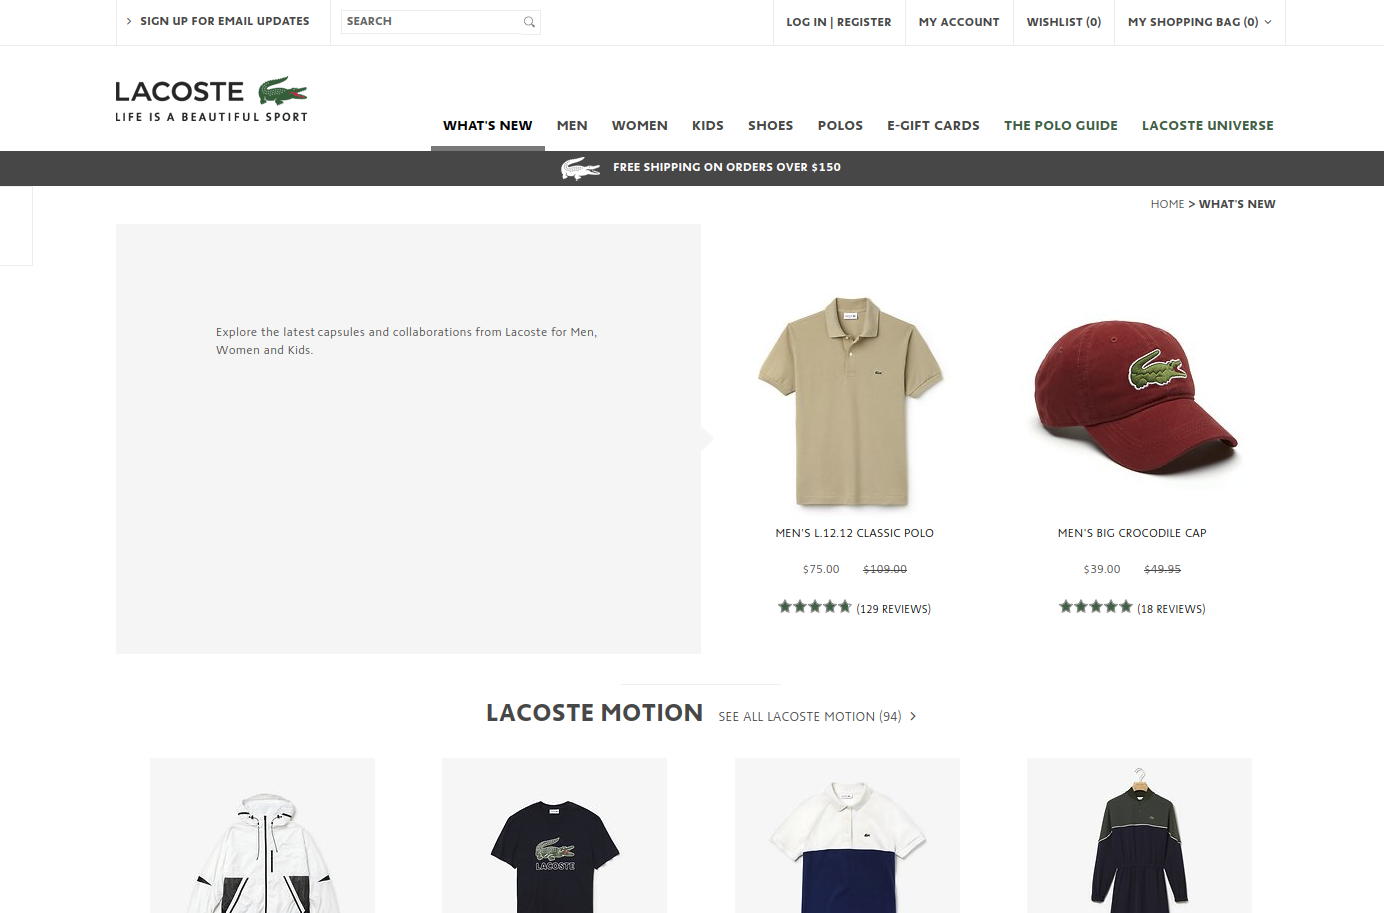 SIGN UP FOR EMAIL UPDATES
SEARCH
LOG IN | REGISTER
MY ACCOUNT
WISHLIST (0)
MY SHOPPING BAG (0)
LACOSTE
LIFE IS A BEAUTIFUL SPORT
WHAT'S NEW
MEN
WOMEN
KIDS
SHOES
POLOS
E-GIFT CARDS
THE POLO GUIDE
LACOSTE UNIVERSE
FREE SHIPPING ON ORDERS OVER $150
HOME > WHAT'S NEW
Explore the latest capsules and collaborations from Lacoste for Men,
Women and Kids.
MEN'S L.12.12 CLASSIC POLO
$75.00 $109.00
(129 REVIEWS)
MEN'S BIG CROCODILE CAP
$39.00 $49.95
(18 REVIEWS)
LACOSTE MOTION
SEE ALL LACOSTE MOTION (94) >
LACOSTE